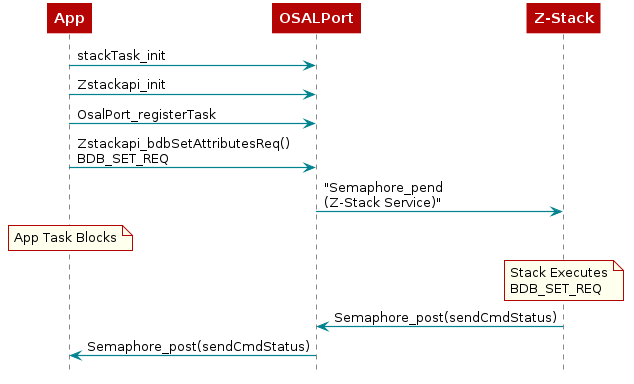 App
OSALPort
Z-Stack
stackTask_init
Zstackapi_init
OsalPort_registerTask
Zstackapi_bdbSetAttributesReq()
BDB_SET_REQ
"Semaphore_pend
(Z-Stack Service)"
App Task Blocks
Stack Executes
BDB_SET_REQ
Semaphore_post(sendCmdStatus)
Semaphore_post(sendCmdStatus)